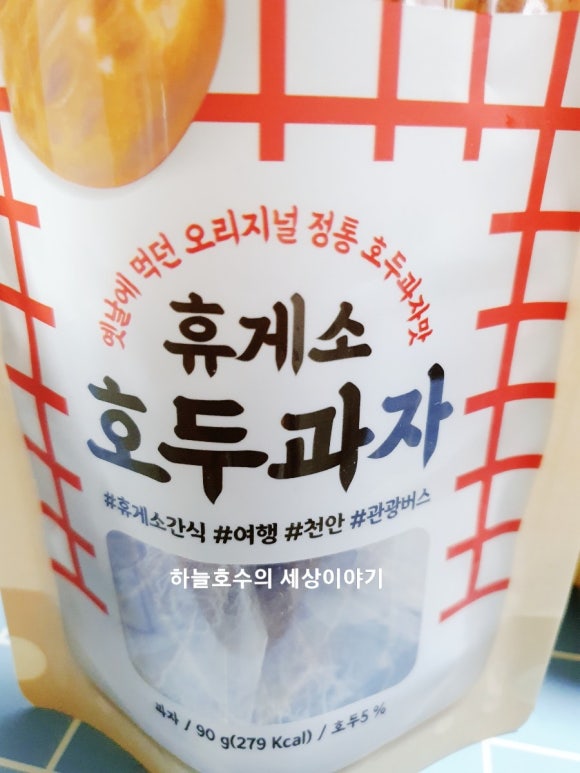 옛날에 먹던 오리지널 정통 호두과자맛
휴게소
호두과자
#휴게소간식 #여행 #천안 #관광버스
하늘호수의 세상이야기
과자 / 90 g(279 Kcal) / 호두5 %